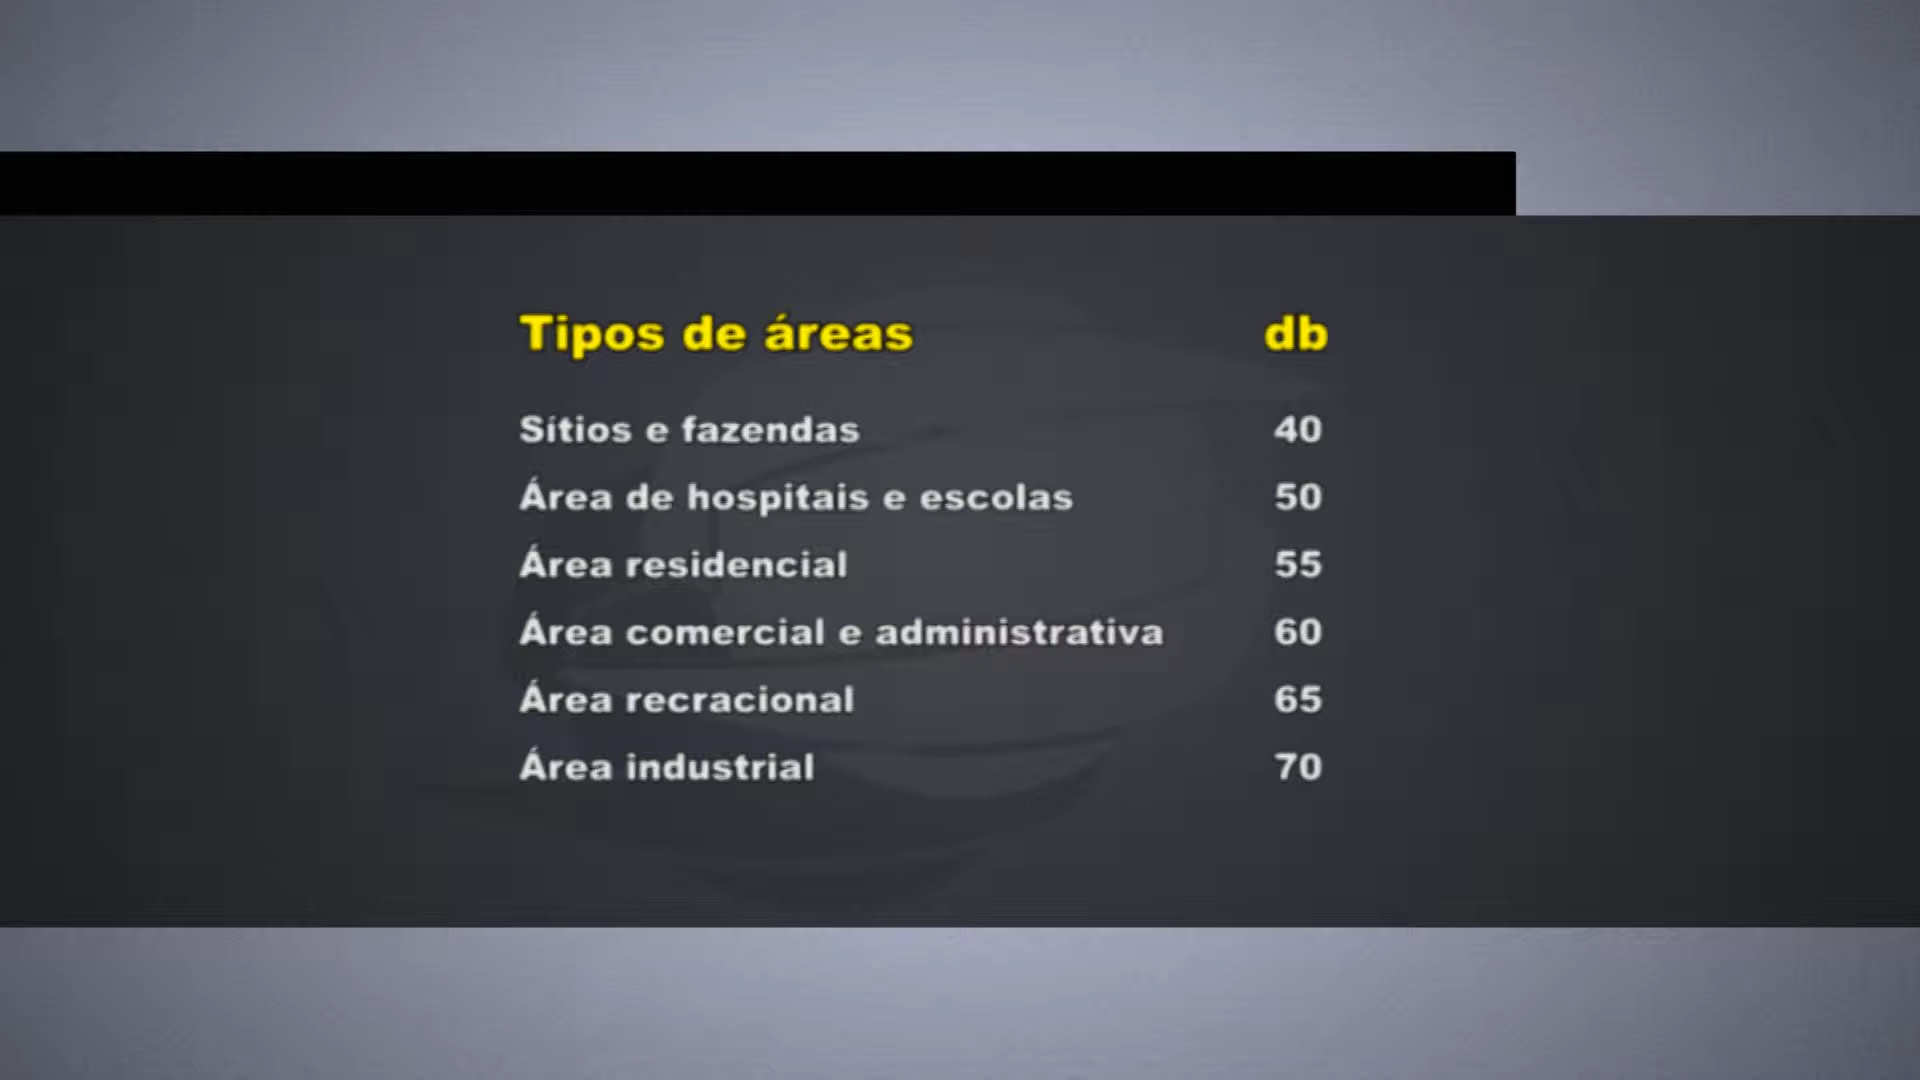 Tipos de áreas db
Sítios e fazendas 40
Área de hospitais e escolas 50
Área residencial 55
Área comercial e administrativa 60
Área recracional 65
Área industrial 70